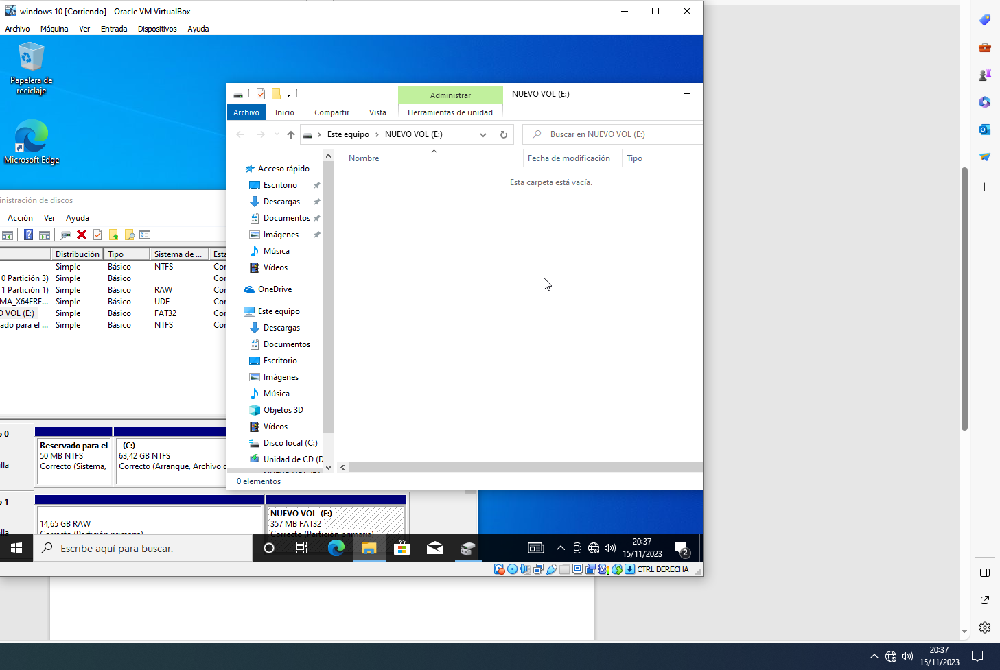 windows 10 [Corriendo] - Oracle VM VirtualBox
Archivo Máquina Ver Entrada Dispositivos Ayuda
Papelera de
reciclaje
Microsoft Edge
Administrar
NUEVO VOL (E:)
Archivo Inicio Compartir Vista Herramientas de unidad
Este equipo NUEVO VOL (E:)
Buscar en NUEVO VOL (E:)
Nombre Fecha de modificación Tipo
Esta carpeta está vacía.
Acceso rápido
Escritorio
Descargas
Documentos
Imágenes
Música
Vídeos
OneDrive
Este equipo
Descargas
Documentos
Escritorio
Imágenes
Música
Objetos 3D
Vídeos
Disco local (C:)
Unidad de CD (D
0 elementos
nistración de discos
Acción Ver Ayuda
Distribución Tipo Sistema de ... Esta
Simple Básico NTFS Cor
0 Partición 3) Simple Básico Cor
1 Partición 1) Simple Básico RAW Cor
MA_X64FRE... Simple Básico UDF Cor
O VOL (E:) Simple Básico FAT32 Cor
ado para el ... Simple Básico NTFS Cor
o 0
lla
Reservado para el
50 MB NTFS
Correcto (Sistema,
(C:)
63,42 GB NTFS
Correcto (Arranque, Archivo d
o 1
lla
14,65 GB RAW
Correcto (Partición primaria)
NUEVO VOL (E:)
357 MB FAT32
Correcto (Partición primaria)
Escribe aquí para buscar.
20:37
15/11/2023
2
CTRL DERECHA
20:37
15/11/2023